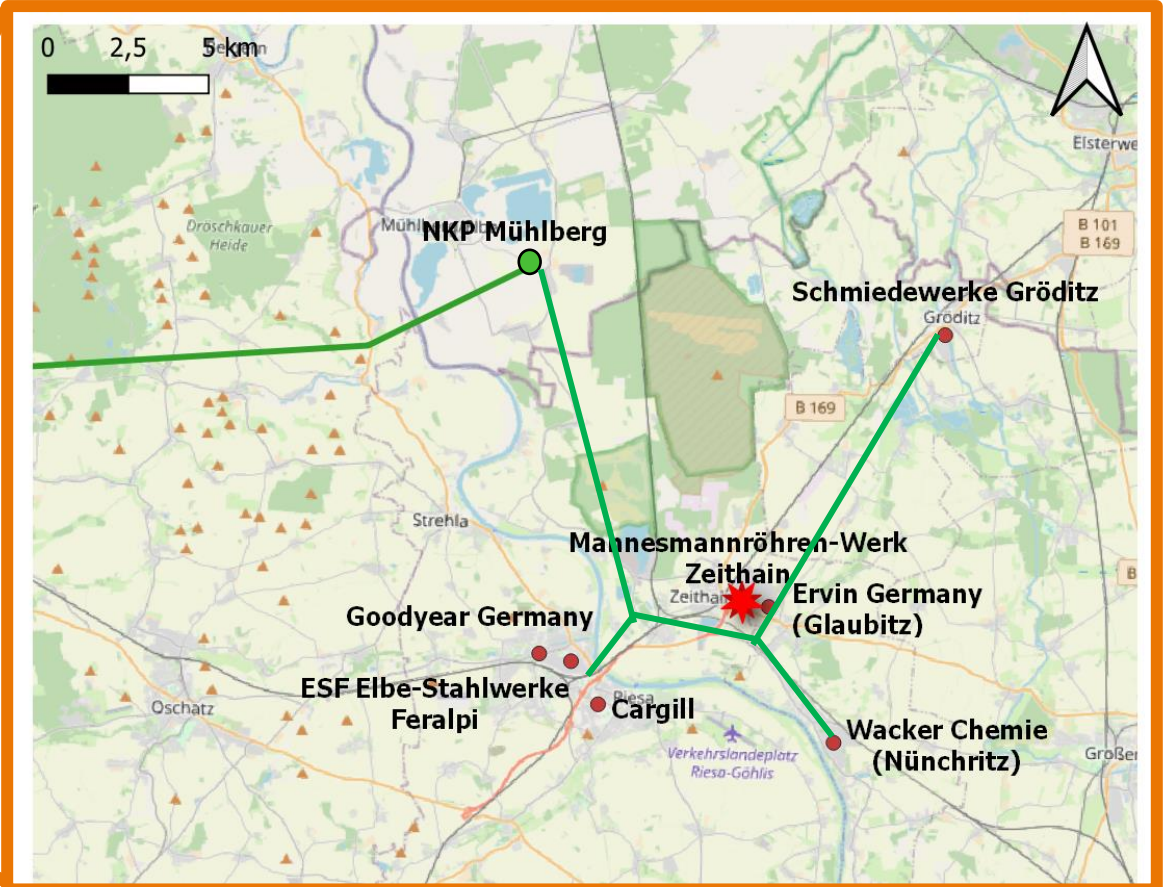 0 2,5 5 km
Elsterwe
Dröschkauer
Heide
NKP Mühlberg
B 101
B 169
Schmiedewerke Gröditz
Gröditz
B 169
Strehla
Mannesmannröhren-Werk
Zeithain
Zeithain
Ervin Germany
(Glaubitz)
Goodyear Germany
ESF Elbe-Stahlwerke
Feralpi
Riesa
Cargill
Oschatz
Wacker Chemie
(Nünchritz)
Verkehrslandeplatz
Riesa-Göhlis
Großer
B